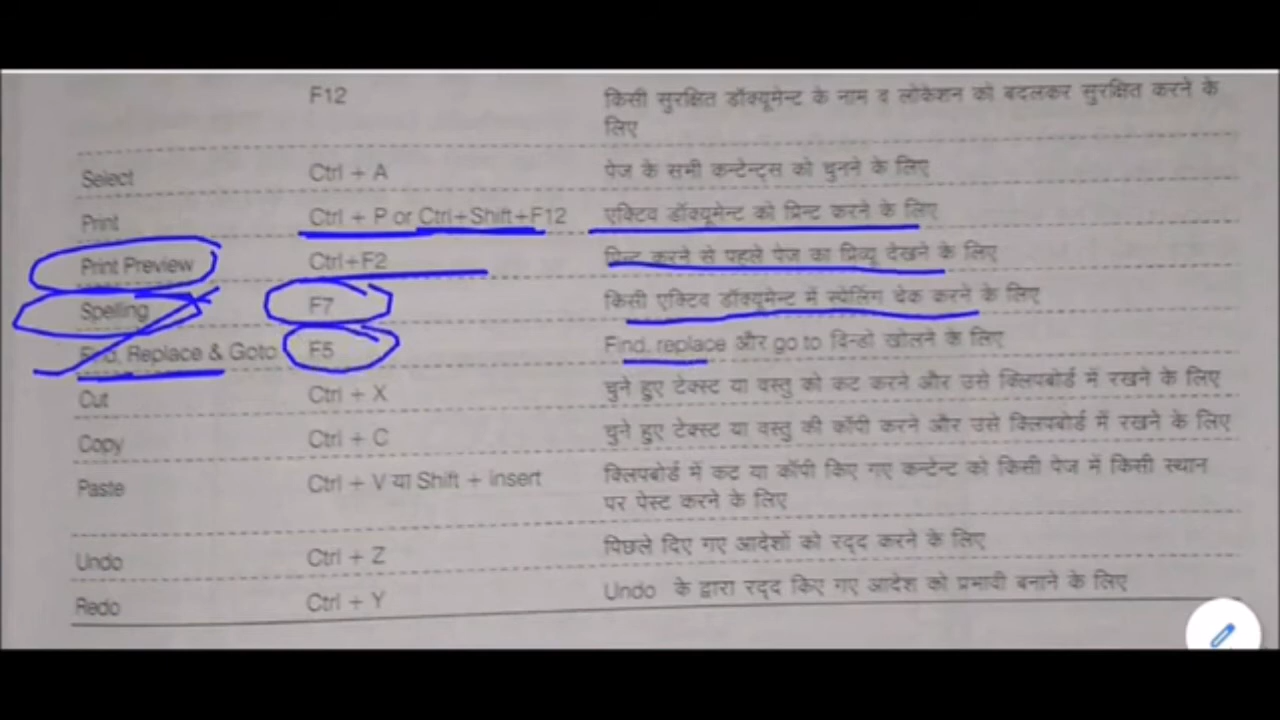 F12 किसी सुरक्षित डॉक्यूमेन्ट के नाम व लोकेशन को बदलकर सुरक्षित करने के
लिए
Select Ctrl + A पेज के सभी कन्टेन्ट्स को चुनने के लिए
Print Ctrl + P or Ctrl+Shift+F12 एक्टिव डॉक्यूमेन्ट को प्रिन्ट करने के लिए
Print Preview Ctrl+F2 प्रिन्ट करने से पहले पेज का प्रिव्यू देखने के लिए
Spelling F7 किसी एक्टिव डॉक्यूमेन्ट में स्पेलिंग चेक करने के लिए
Find, Replace & Goto F5 Find, replace और go to विन्डो खोलने के लिए
Cut Ctrl + X चुने हुए टेक्स्ट या वस्तु को कट करने और उसे क्लिपबोर्ड में रखने के लिए
Copy Ctrl + C चुने हुए टेक्स्ट या वस्तु की कॉपी करने और उसे क्लिपबोर्ड में रखने के लिए
Paste Ctrl + V या Shift + Insert क्लिपबोर्ड में कट या कॉपी किए गए कन्टेन्ट को किसी पेज में किसी स्थान
पर पेस्ट करने के लिए
Undo Ctrl + Z पिछले दिए गए आदेशों को रद्द करने के लिए
Redo Ctrl + Y Undo के द्वारा रद्द किए गए आदेश को प्रभावी बनाने के लिए